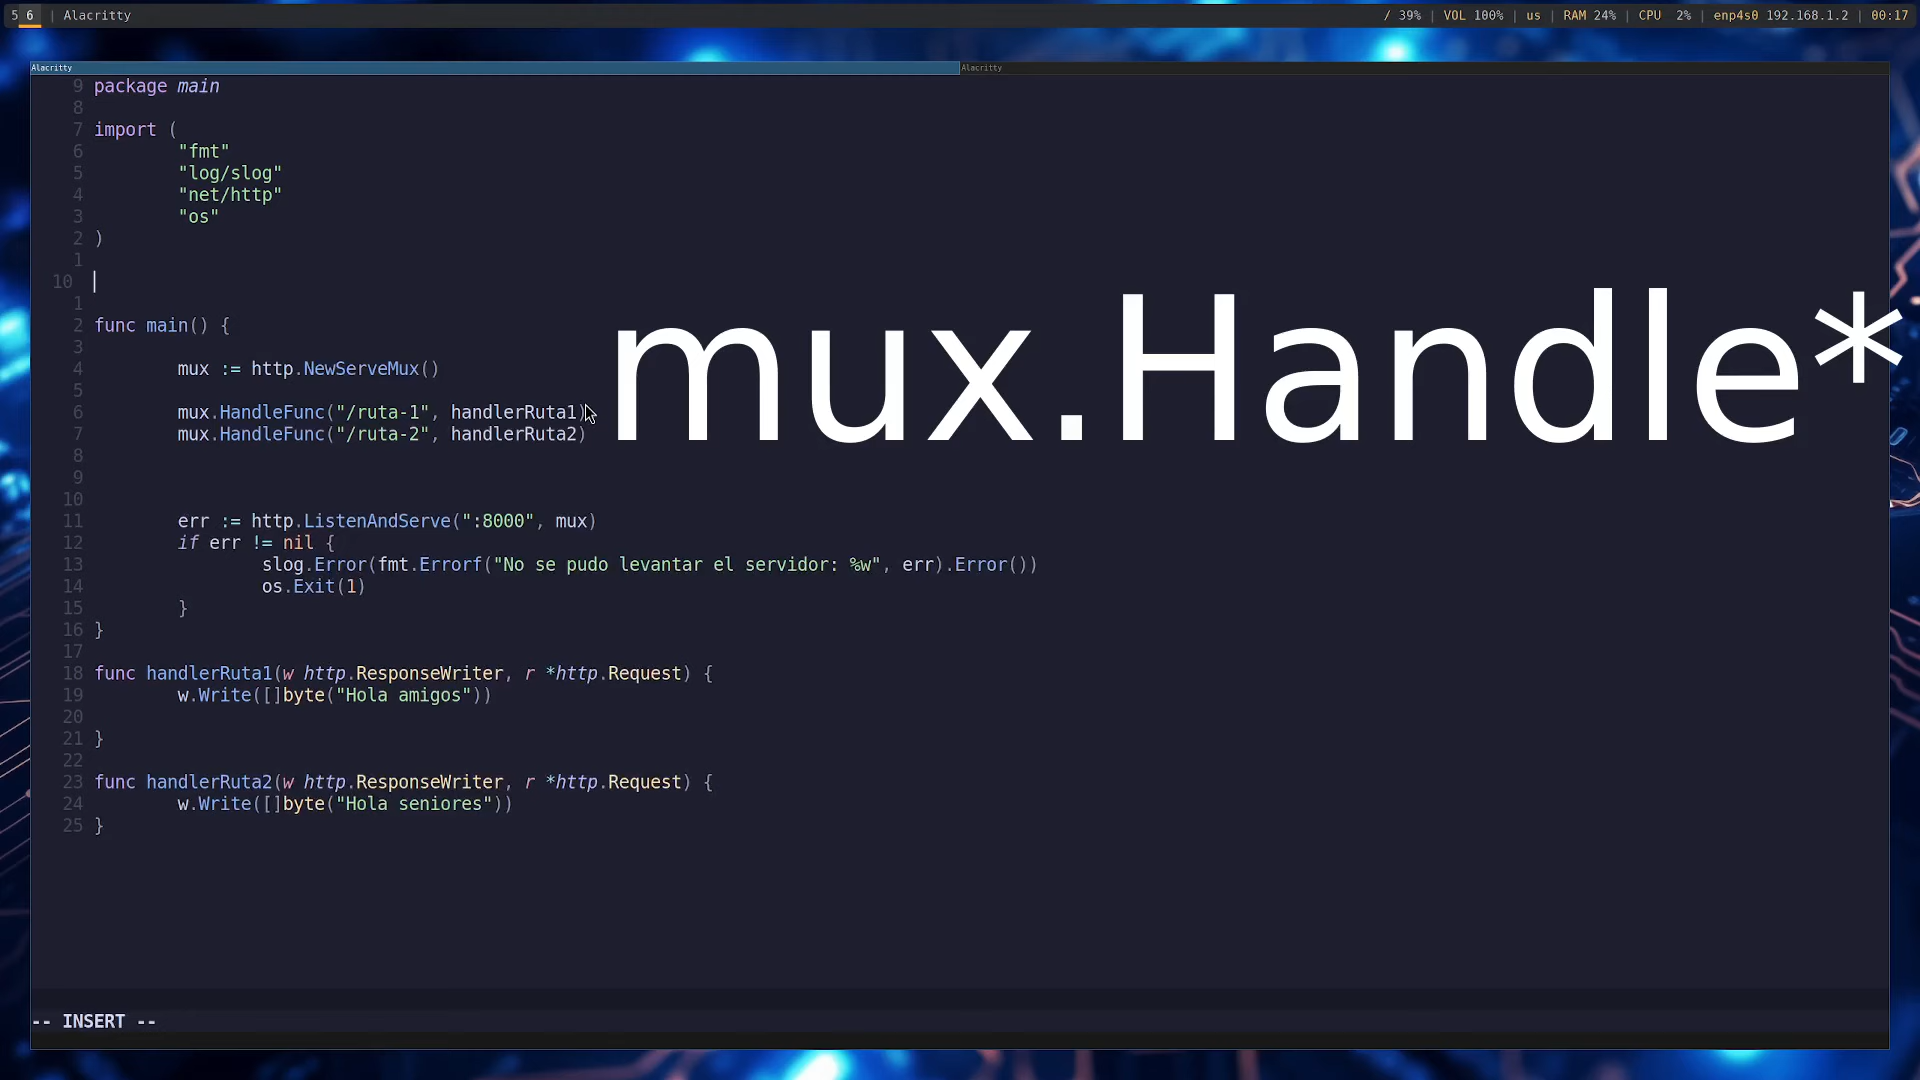 5 6 | Alacritty / 39% | VOL 100% | us | RAM 24% | CPU 2% | enp4s0 192.168.1.2 | 00:17
Alacritty Alacritty
9 package main
8
7 import (
6 "fmt"
5 "log/slog"
4 "net/http"
3 "os"
2 )
1
10
1
2 func main() {
3
4 mux := http.NewServeMux()
5
mux.Handle*
6 mux.HandleFunc("/ruta-1", handlerRuta1)
7 mux.HandleFunc("/ruta-2", handlerRuta2)
8
9
10
11 err := http.ListenAndServe(":8000", mux)
12 if err != nil {
13 slog.Error(fmt.Errorf("No se pudo levantar el servidor: %w", err).Error())
14 os.Exit(1)
15 }
16 }
17
18 func handlerRuta1(w http.ResponseWriter, r *http.Request) {
19 w.Write([]byte("Hola amigos"))
20
21 }
22
23 func handlerRuta2(w http.ResponseWriter, r *http.Request) {
24 w.Write([]byte("Hola seniores"))
25 }
-- INSERT --